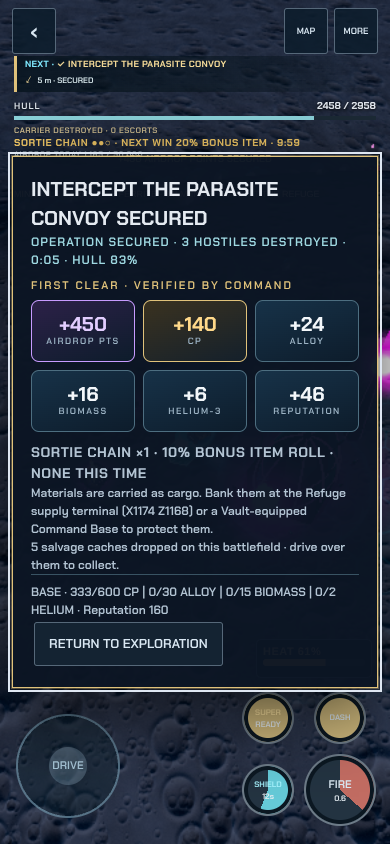 ‹
MAP
MORE
NEXT · ✓ INTERCEPT THE PARASITE CONVOY
✓ 5 m · SECURED
HULL
2458 / 2958
CARRIER DESTROYED · 0 ESCORTS
SORTIE CHAIN ●●○ · NEXT WIN 20% BONUS ITEM · 9:59
INTERCEPT THE PARASITE
CONVOY SECURED
OPERATION SECURED · 3 HOSTILES DESTROYED ·
0:05 · HULL 83%
FIRST CLEAR · VERIFIED BY COMMAND
+450
AIRDROP PTS
+140
CP
+24
ALLOY
+16
BIOMASS
+6
HELIUM-3
+46
REPUTATION
SORTIE CHAIN ×1 · 10% BONUS ITEM ROLL ·
NONE THIS TIME
Materials are carried as cargo. Bank them at the Refuge
supply terminal (X1174 Z1168) or a Vault-equipped
Command Base to protect them.
5 salvage caches dropped on this battlefield · drive over
them to collect.
BASE · 333/600 CP | 0/30 ALLOY | 0/15 BIOMASS | 0/2
HELIUM · Reputation 160
RETURN TO EXPLORATION
SUPER
READY
DASH
DRIVE
SHIELD
12s
FIRE
0.6